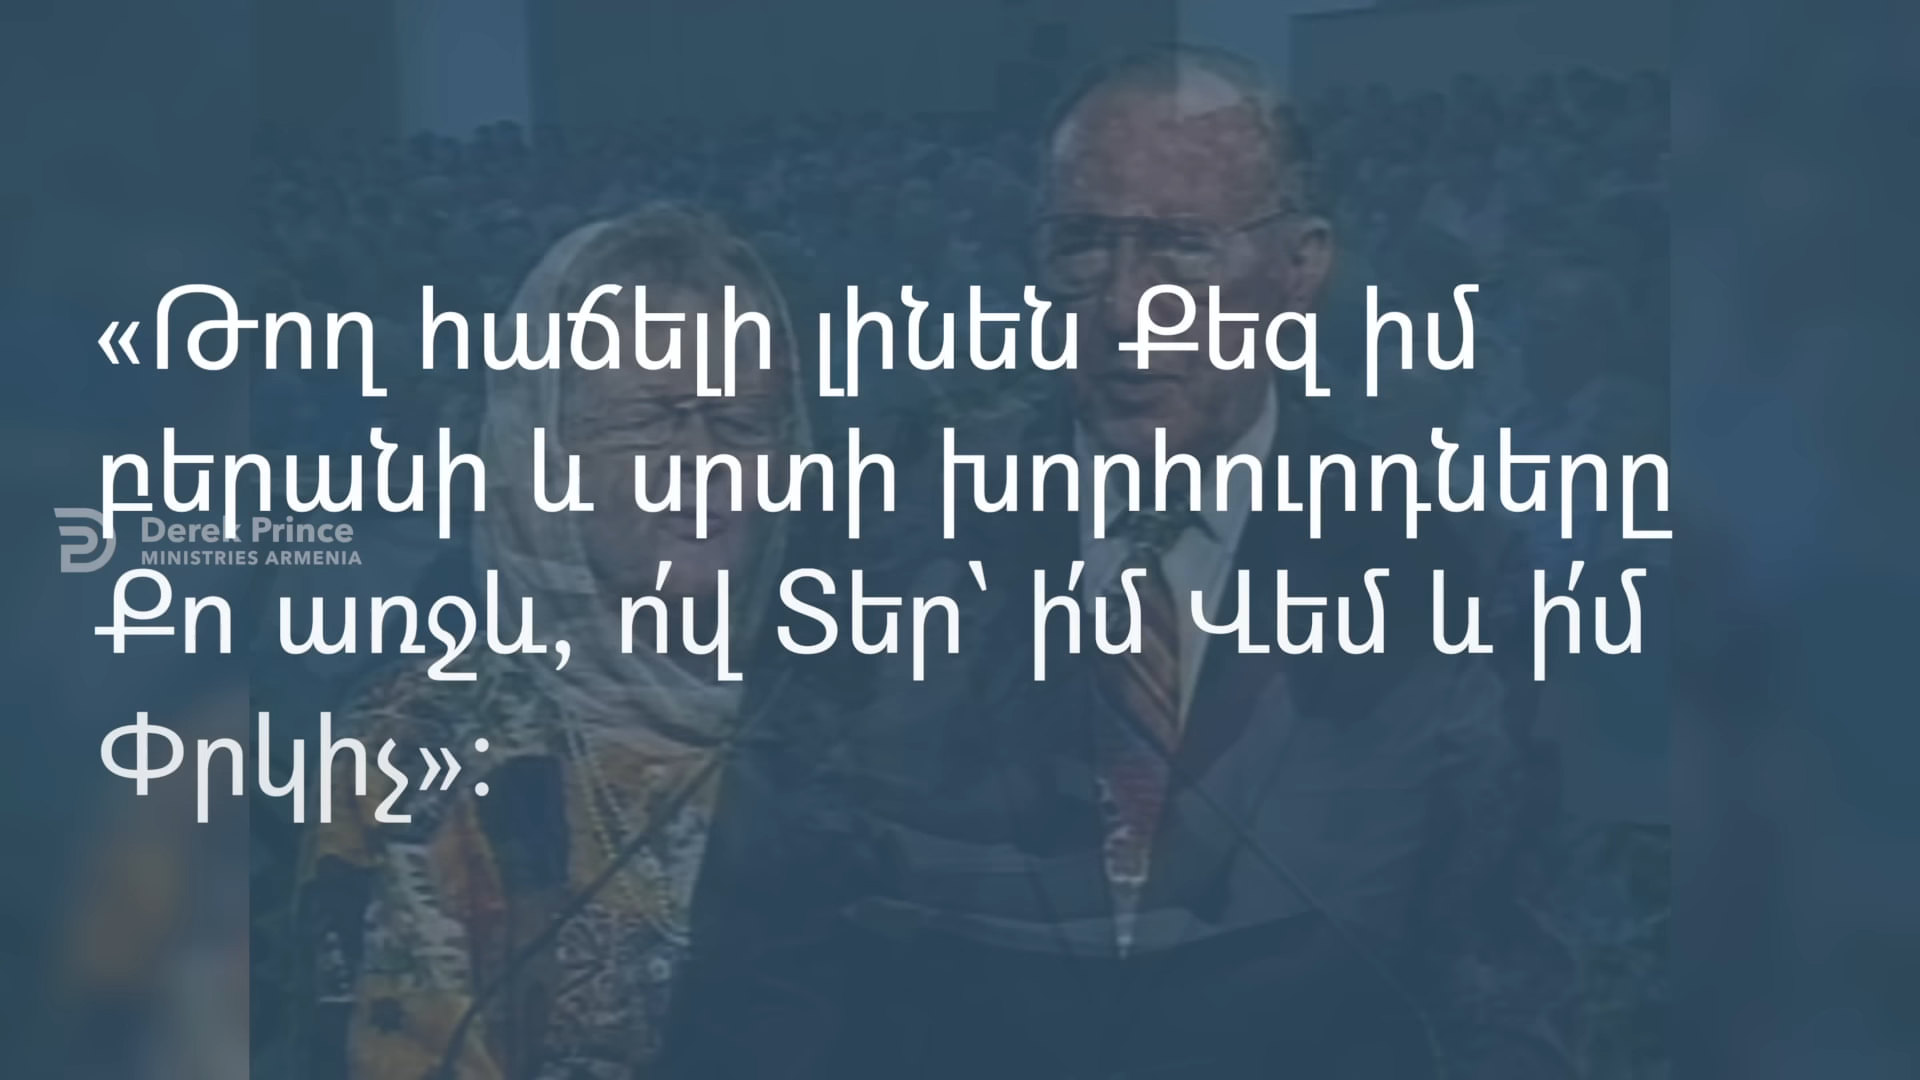 «Թող հաճելի լինեն Քեզ իմ
բերանի և սրտի խորհուրդները
Derek Prince
MINISTRIES ARMENIA
Քո առջև, ո՛վ Տեր՝ ի՛մ Վեմ և ի՛մ
Փրկիչ»: